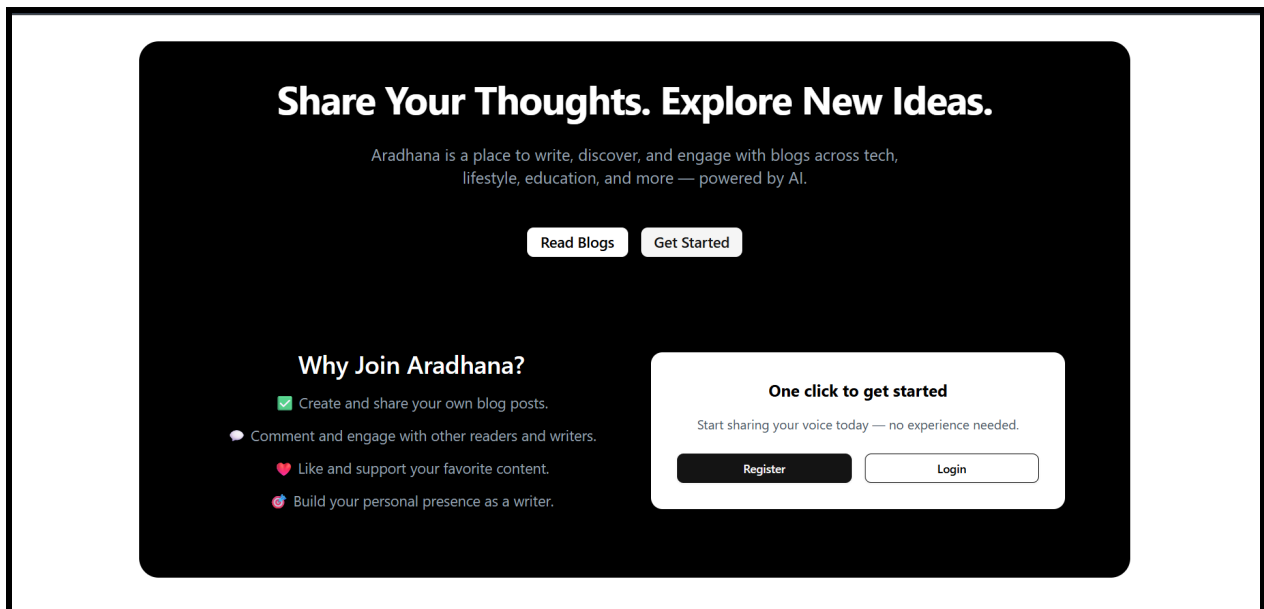 Share Your Thoughts. Explore New Ideas.
Aradhana is a place to write, discover, and engage with blogs across tech,
lifestyle, education, and more — powered by AI.
Read Blogs
Get Started
Why Join Aradhana?
✅ Create and share your own blog posts.
💬 Comment and engage with other readers and writers.
❤️ Like and support your favorite content.
🎯 Build your personal presence as a writer.
One click to get started
Start sharing your voice today — no experience needed.
Register
Login